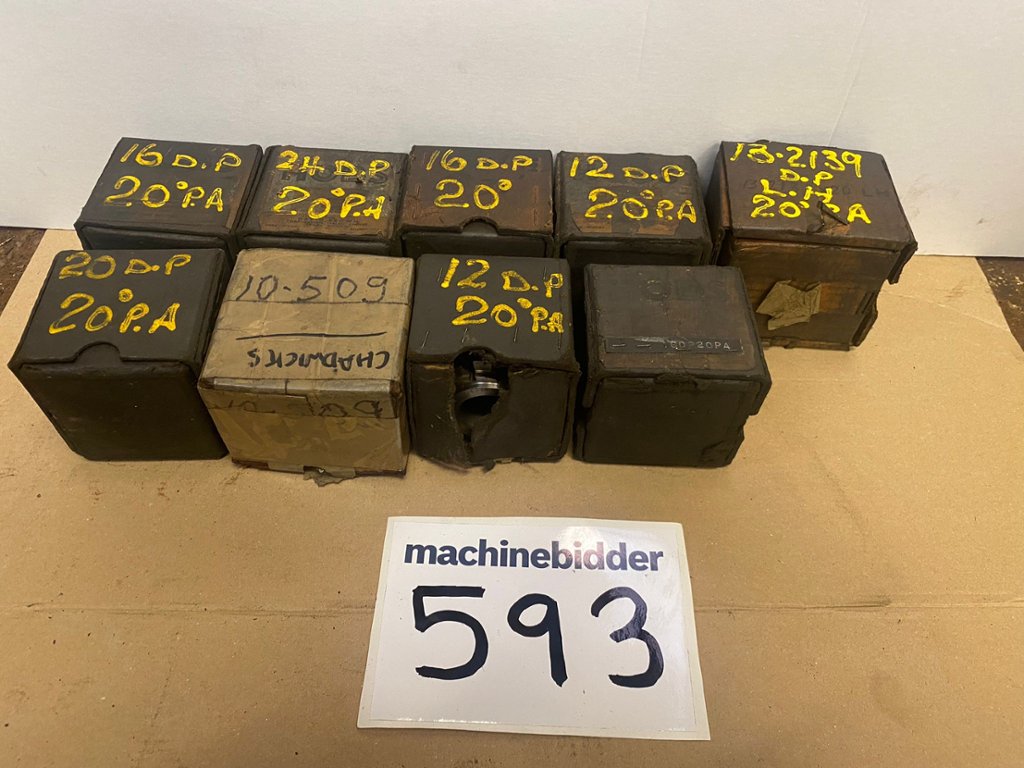 16 D.P
20° P.A
24 D.P
20° P.A
16 D.P
20°
12 D.P
20° P.A
13.2139
D.P
L.H
20° P A
20 D.P
20° P.A
10.509
CHADWICKS
12 D.P
20° P.A
HOBS
machinebidder
593